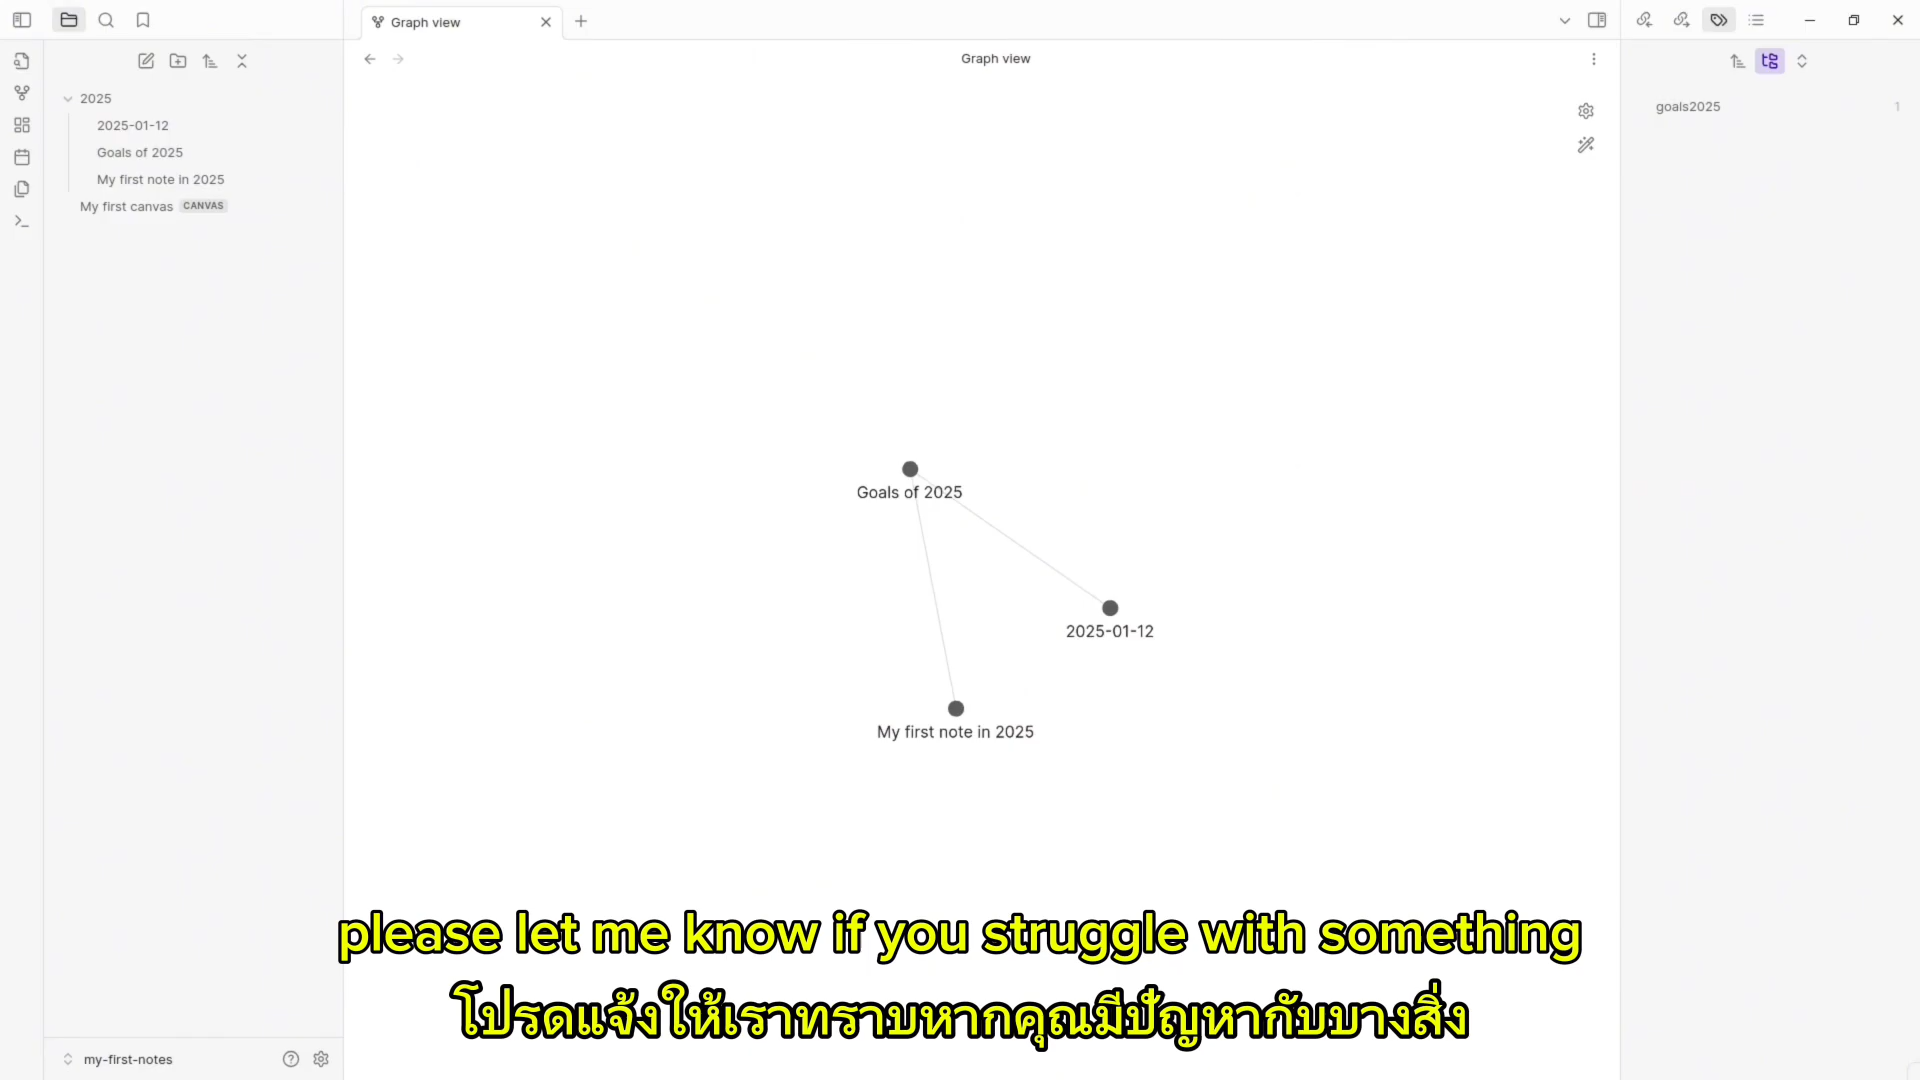 Graph view
Graph view
2025
2025-01-12
Goals of 2025
My first note in 2025
My first canvas CANVAS
goals2025 1
Goals of 2025
2025-01-12
My first note in 2025
please let me know if you struggle with something
โปรดแจ้งให้เราทราบหากคุณมีปัญหากับบางสิ่ง
my-first-notes